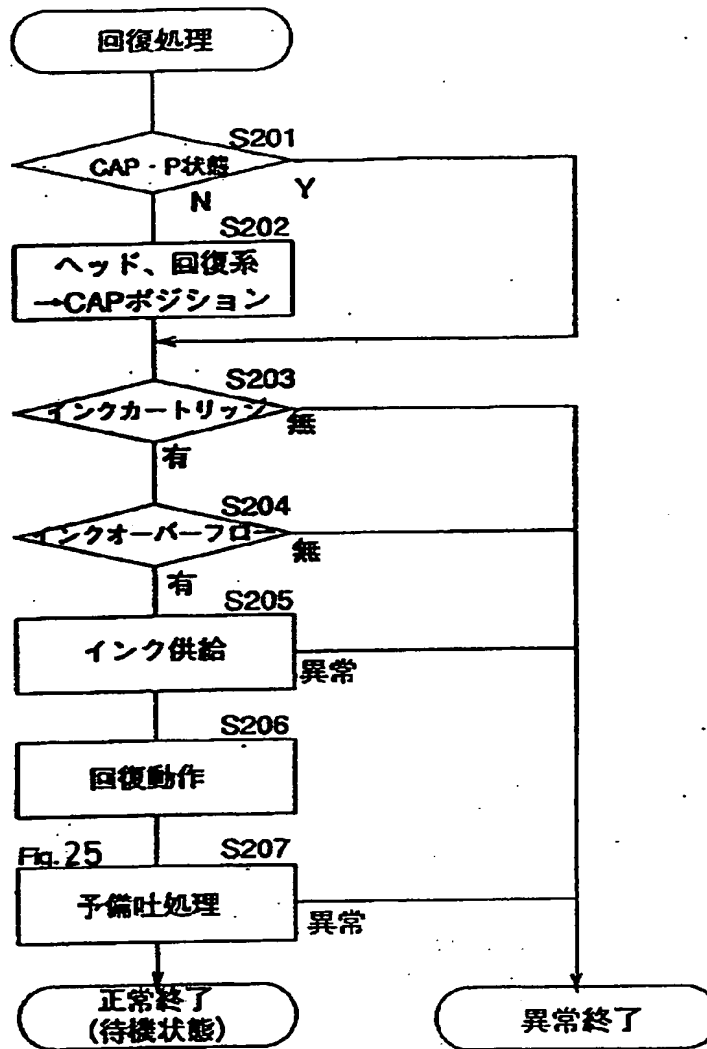 回復処理
S201
CAP・P状態
Y
N
S202
ヘッド、回復系
→CAPポジション
S203
インクカートリッジ
無
有
S204
インクオーバーフロー
無
有
S205
インク供給
異常
S206
回復動作
Fig. 25
S207
予備吐処理
異常
正常終了
(待機状態)
異常終了